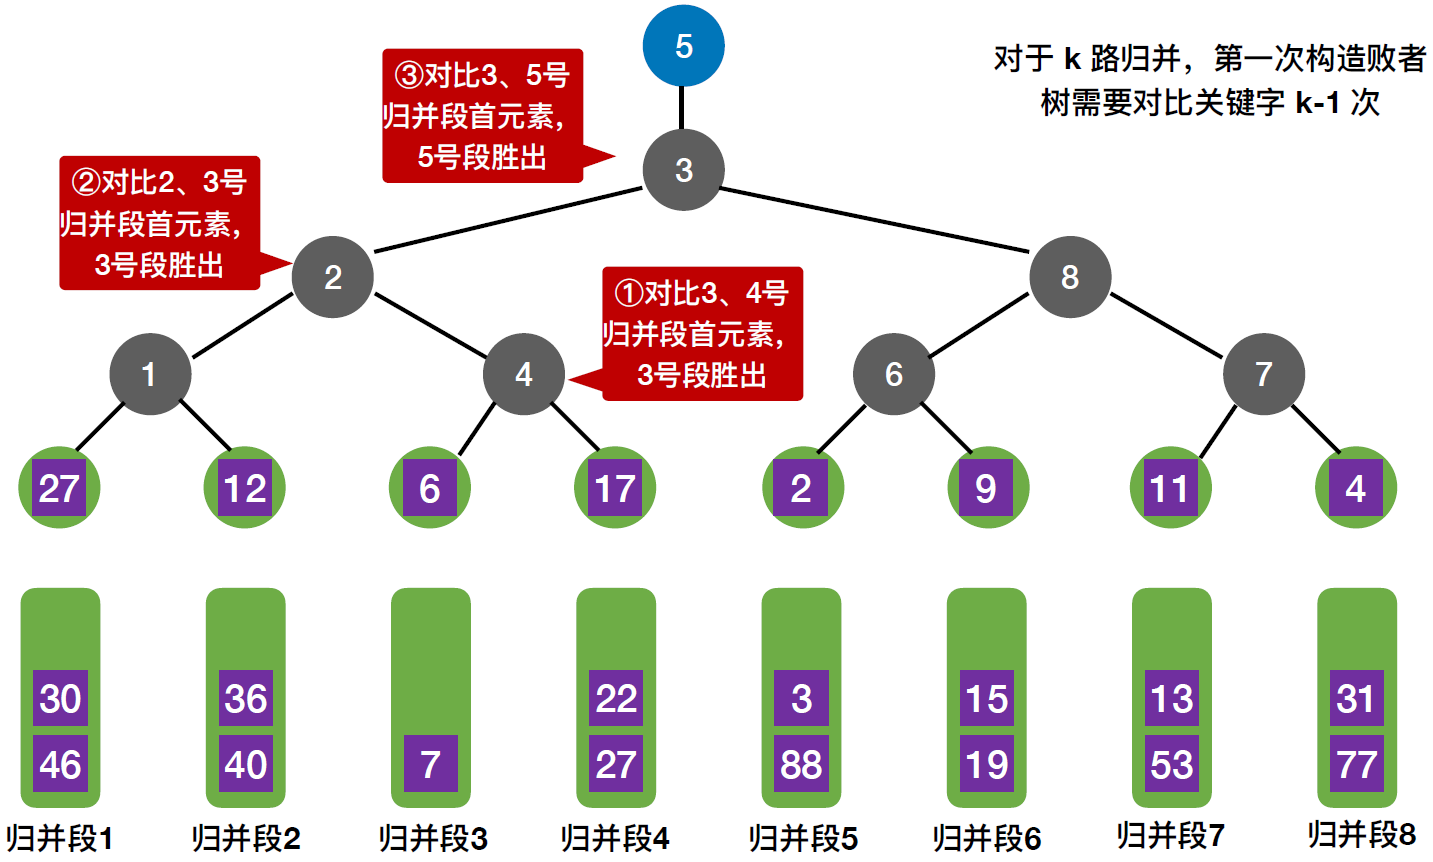 5
③对比3、5号
归并段首元素，
5号段胜出
对于 k 路归并，第一次构造败者
树需要对比关键字 k-1 次
3
②对比2、3号
归并段首元素，
3号段胜出
2
8
①对比3、4号
归并段首元素，
3号段胜出
1
4
6
7
27 12 6 17 2 9 11 4
30 36 22 3 15 13 31
46 40 7 27 88 19 53 77
归并段1 归并段2 归并段3 归并段4 归并段5 归并段6 归并段7 归并段8